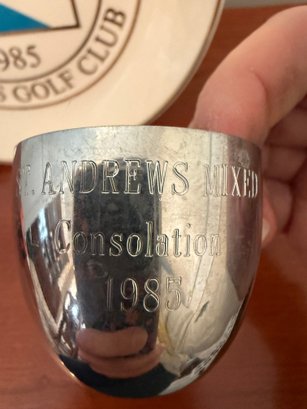 1985
GOLF CLUB
ST. ANDREWS MIXED
Consolation
1985